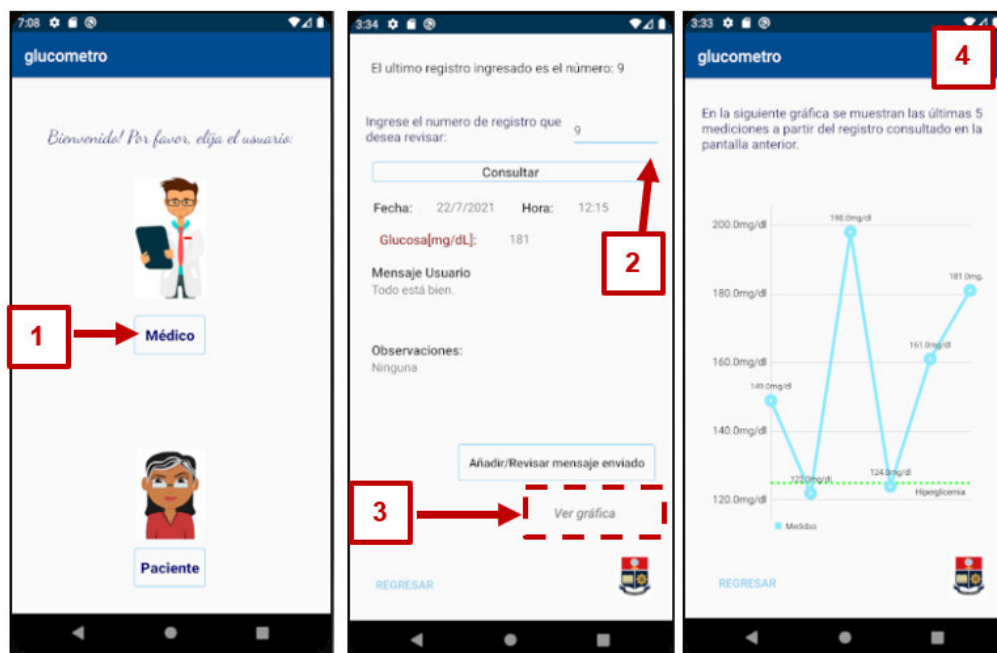 7:08
glucometro
Bienvenido! Por favor, elija el usuario:
1
Médico
Paciente
3:34
El ultimo registro ingresado es el número: 9
Ingrese el numero de registro que
desea revisar:
9
Consultar
Fecha: 22/7/2021 Hora: 12:15
Glucosa[mg/dL]: 181
2
Mensaje Usuario
Todo está bien.
Observaciones:
Ninguna
Añadir/Revisar mensaje enviado
3
Ver gráfica
REGRESAR
3:33
glucometro
4
En la siguiente gráfica se muestran las últimas 5
mediciones a partir del registro consultado en la
pantalla anterior.
200.0mg/dl
198.0mg/dl
181.0mg.
180.0mg/dl
161.0mg/dl
160.0mg/dl
149.0mg/dl
140.0mg/dl
122.0mg/dl
124.0mg/dl
120.0mg/dl
Hiperglicemia
Medidas
REGRESAR